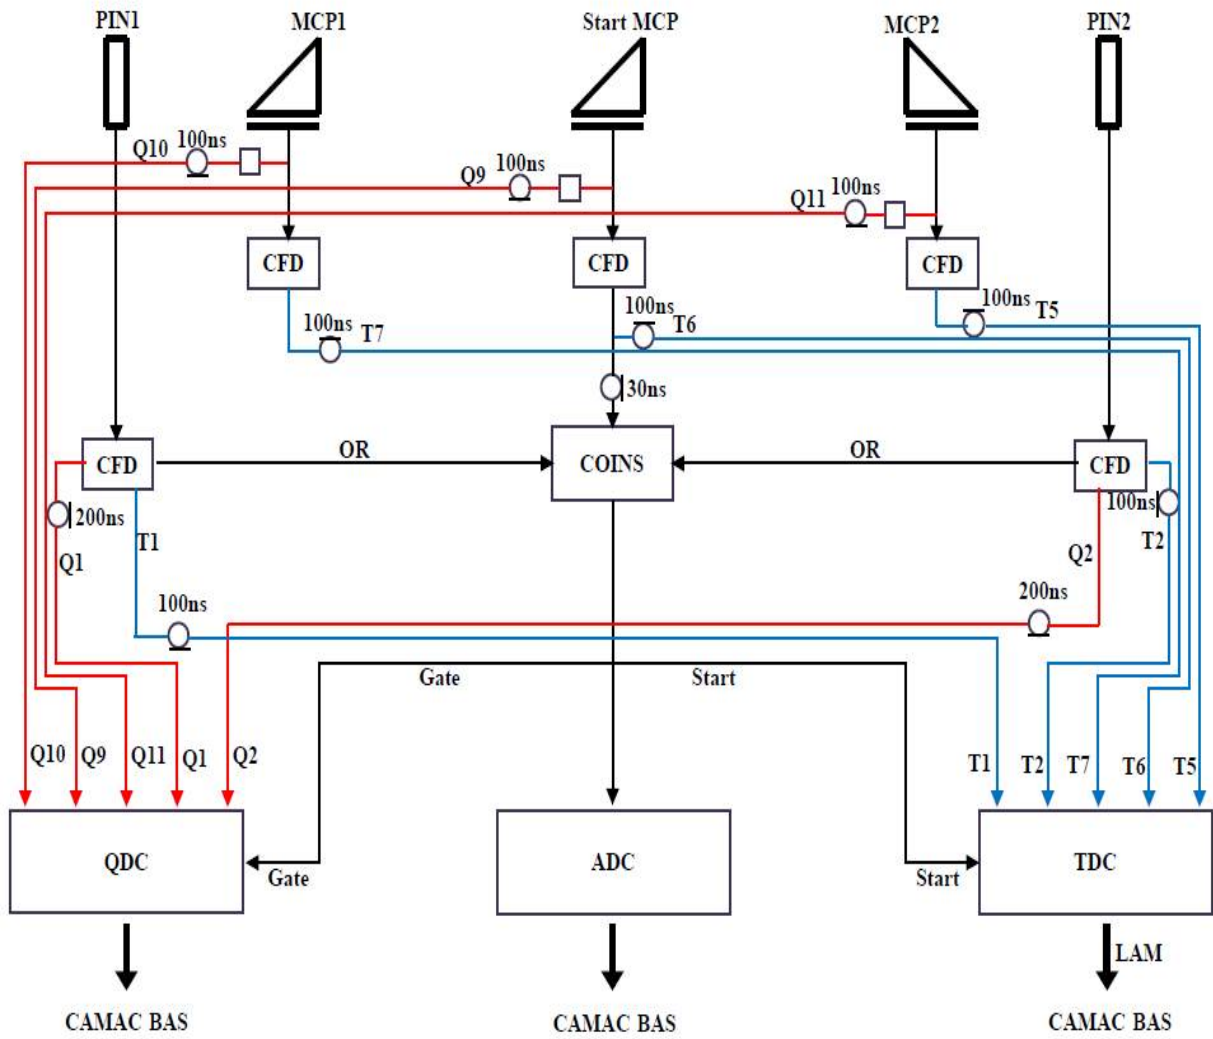 PIN1
MCP1
Start MCP
MCP2
PIN2
Q10
100ns
Q9
100ns
Q11
100ns
CFD
CFD
CFD
100ns
T7
100ns
T6
100ns
T5
30ns
CFD
OR
COINS
OR
CFD
200ns
Q1
T1
100ns
T2
Q2
100ns
200ns
Gate
Start
Q10
Q9
Q11
Q1
Q2
T1
T2
T7
T6
T5
QDC
Gate
ADC
Start
TDC
LAM
CAMAC BAS
CAMAC BAS
CAMAC BAS